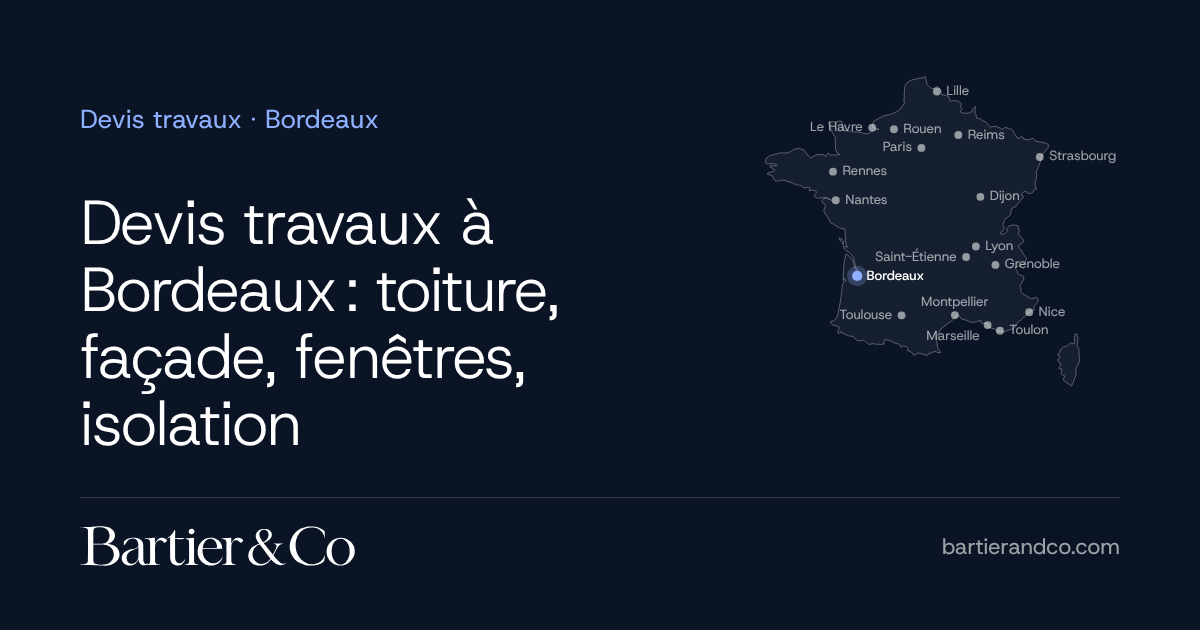 Devis travaux · Bordeaux
Devis travaux à
Bordeaux : toiture,
façade, fenêtres,
isolation
Lille
Le Havre
Rouen
Reims
Paris
Strasbourg
Rennes
Dijon
Nantes
Lyon
Saint-Étienne
Grenoble
Bordeaux
Montpellier
Nice
Toulouse
Toulon
Marseille
Bartier & Co
bartierandco.com